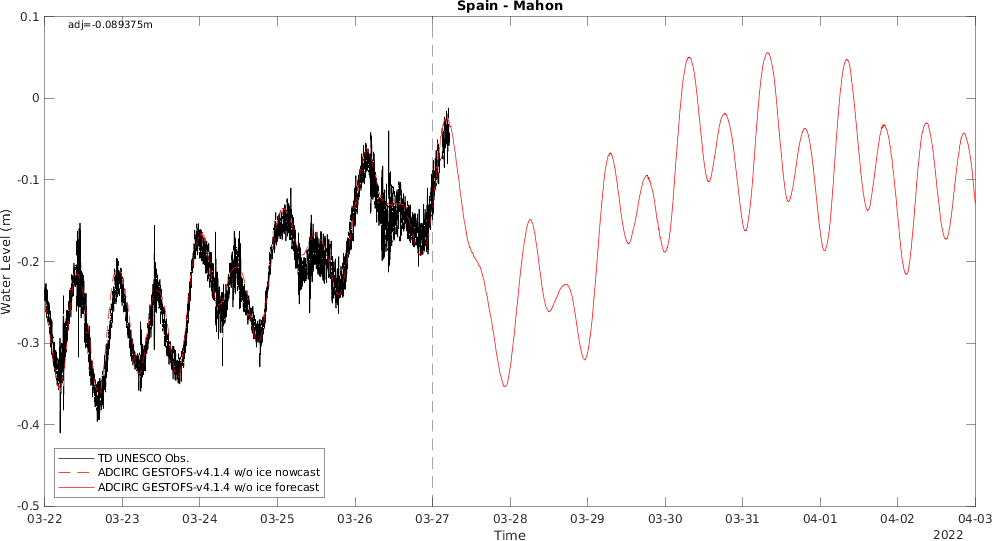 Spain - Mahon
adj=-0.089375m
0.1
0
-0.1
-0.2
-0.3
-0.4
-0.5
Water Level (m)
TD UNESCO Obs.
ADCIRC GESTOFS-v4.1.4 w/o ice nowcast
ADCIRC GESTOFS-v4.1.4 w/o ice forecast
03-22 03-23 03-24 03-25 03-26 03-27 03-28 03-29 03-30 03-31 04-01 04-02 04-03
Time
2022